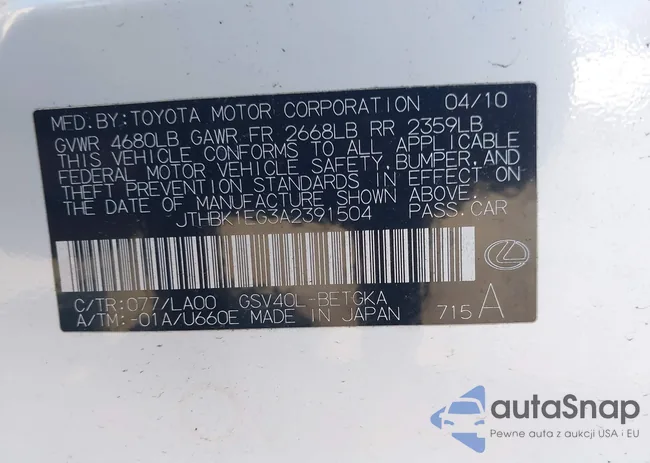 MFD.BY:TOYOTA MOTOR CORPORATION 04/10
GVWR 4680LB GAWR FR 2668LB RR 2359LB
THIS VEHICLE CONFORMS TO ALL APPLICABLE
FEDERAL MOTOR VEHICLE SAFETY,BUMPER,AND
THEFT PREVENTION STANDARDS IN EFFECT ON
THE DATE OF MANUFACTURE SHOWN ABOVE.
JTHBK1EG3A2391504 PASS.CAR
C/TR:077/LA00 GSV40L-BETGKA
A/TM:-01A/U660E MADE IN JAPAN 715 A
autaSnap
Pewne auta z aukcji USA i EU